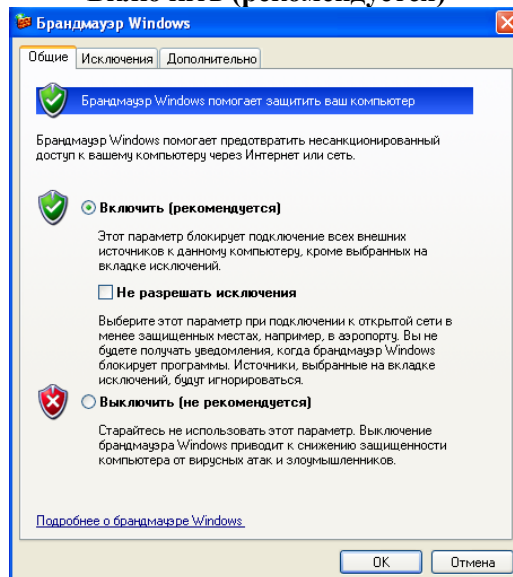 Включить (рекомендуется)
Брандмауэр Windows
Общие Исключения Дополнительно
Брандмауэр Windows помогает защитить ваш компьютер
Брандмауэр Windows помогает предотвратить несанкционированный
доступ к вашему компьютеру через Интернет или сеть.
Включить (рекомендуется)
Этот параметр блокирует подключение всех внешних
источников к данному компьютеру, кроме выбранных на
вкладке исключений.
Не разрешать исключения
Выберите этот параметр при подключении к открытой сети в
менее защищенных местах, например, в аэропорту. Вы не
будете получать уведомления, когда брандмауэр Windows
блокирует программы. Источники, выбранные на вкладке
исключений, будут игнорироваться.
Выключить (не рекомендуется)
Старайтесь не использовать этот параметр. Выключение
брандмауэра Windows приводит к снижению защищенности
компьютера от вирусных атак и злоумышленников.
Подробнее о брандмауэре Windows
OK Отмена